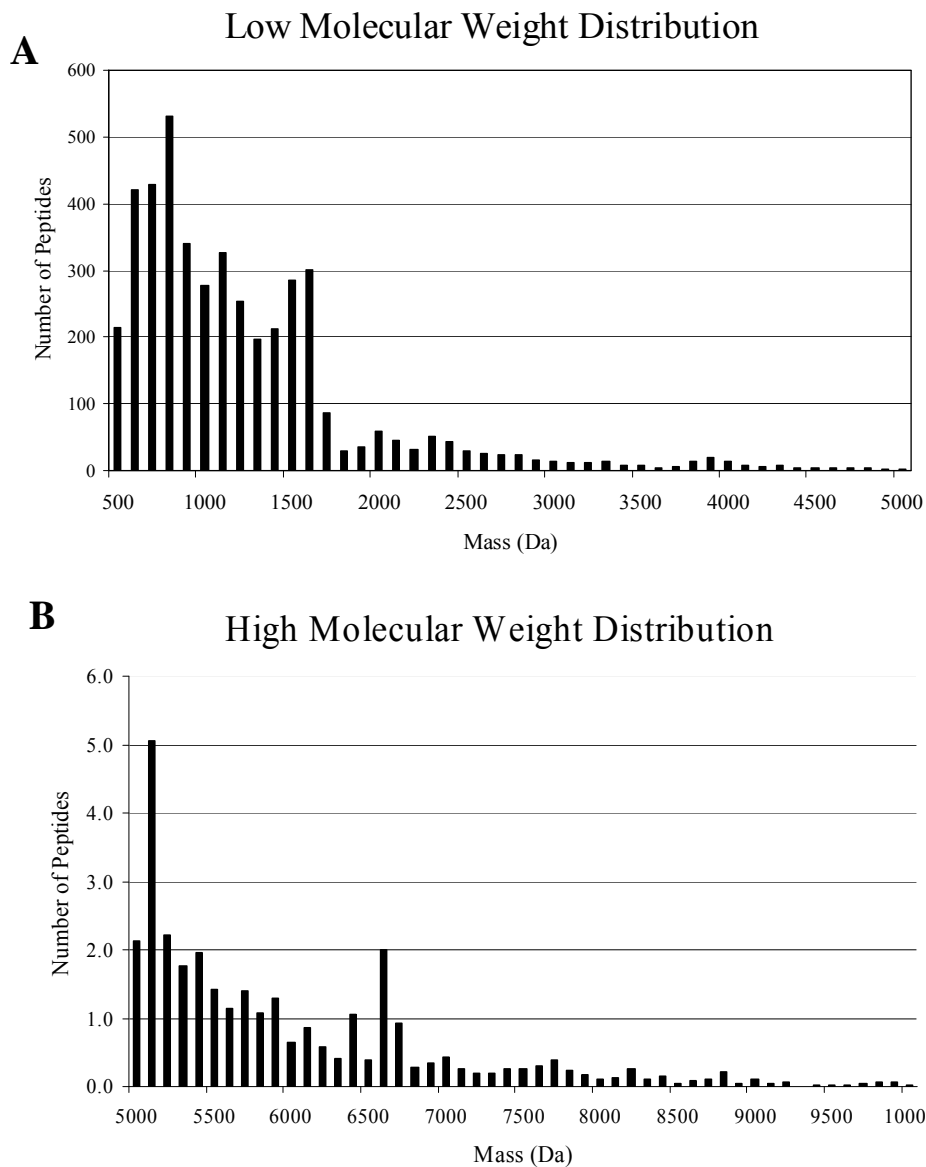 A
Low Molecular Weight Distribution
600
500
400
300
200
100
0
Number of Peptides
500 1000 1500 2000 2500 3000 3500 4000 4500 5000
Mass (Da)
B
High Molecular Weight Distribution
6.0
5.0
4.0
3.0
2.0
1.0
0.0
Number of Peptides
5000 5500 6000 6500 7000 7500 8000 8500 9000 9500 1000
Mass (Da)